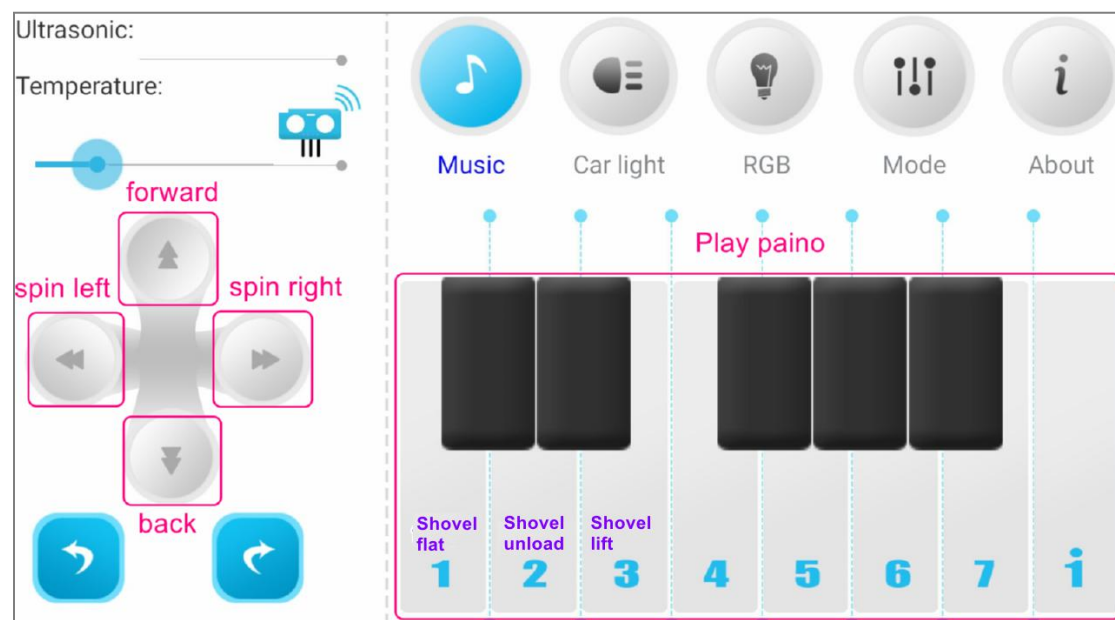 Ultrasonic:
Temperature:
forward
spin left
spin right
back
Music
Car light
RGB
Mode
i
About
Play paino
Shovel
flat
Shovel
unload
Shovel
lift
1 2 3 4 5 6 7 i